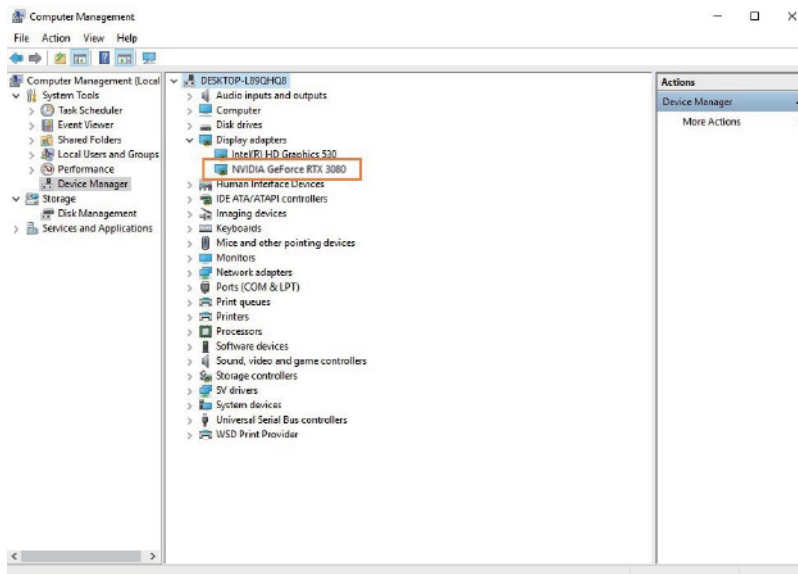 Computer Management
File Action View Help
Computer Management (Local
System Tools
Task Scheduler
Event Viewer
Shared Folders
Local Users and Groups
Performance
Device Manager
Storage
Disk Management
Services and Applications
DESKTOP-L89QHQ8
Audio inputs and outputs
Computer
Disk drives
Display adapters
Intel(R) HD Graphics 530
NVIDIA GeForce RTX 3080
Human Interface Devices
IDE ATA/ATAPI controllers
Imaging devices
Keyboards
Mice and other pointing devices
Monitors
Network adapters
Ports (COM & LPT)
Print queues
Printers
Processors
Software devices
Sound, video and game controllers
Storage controllers
SV drivers
System devices
Universal Serial Bus controllers
WSD Print Provider
Actions
Device Manager
More Actions